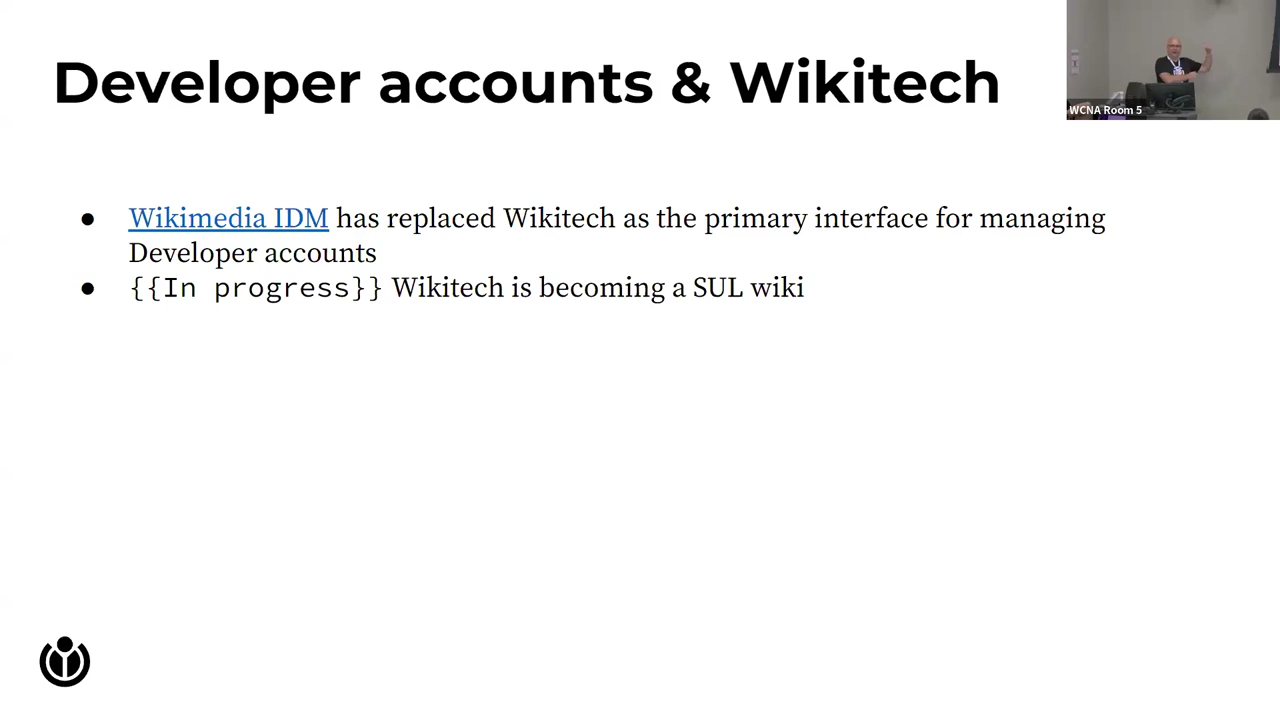 Developer accounts & Wikitech
WCNA Room 5
● Wikimedia IDM has replaced Wikitech as the primary interface for managing
Developer accounts
● {{In progress}} Wikitech is becoming a SUL wiki